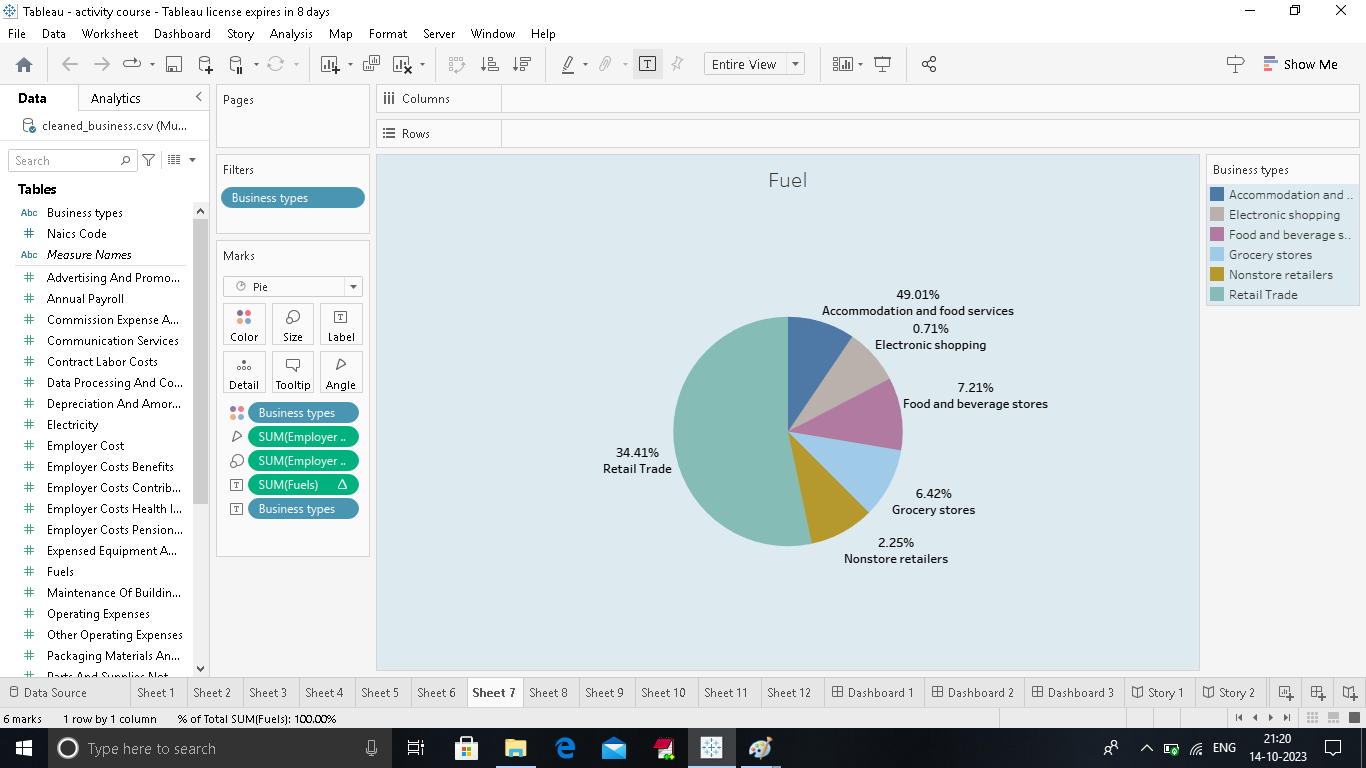 Tableau - activity course - Tableau license expires in 8 days
File Data Worksheet Dashboard Story Analysis Map Format Server Window Help
Entire View
Show Me
Data Analytics
cleaned_business.csv (Mu...
Search
Tables
Abc Business types
# Naics Code
Abc Measure Names
# Advertising And Promo...
# Annual Payroll
# Commission Expense A...
# Communication Services
# Contract Labor Costs
# Data Processing And Co...
# Depreciation And Amor...
# Electricity
# Employer Cost
# Employer Costs Benefits
# Employer Costs Contrib...
# Employer Costs Health I...
# Employer Costs Pension...
# Expensed Equipment A...
# Fuels
# Maintenance Of Buildin...
# Operating Expenses
# Other Operating Expenses
# Packaging Materials An...
# Parts And Supplies Not
Pages
Filters
Business types
Marks
Pie
Color Size Label
Detail Tooltip Angle
Business types
SUM(Employer ..
SUM(Employer ..
SUM(Fuels) Δ
Business types
Columns
Rows
Fuel
49.01%
Accommodation and food services
0.71%
Electronic shopping
7.21%
Food and beverage stores
34.41%
Retail Trade
6.42%
Grocery stores
2.25%
Nonstore retailers
Business types
Accommodation and ..
Electronic shopping
Food and beverage s..
Grocery stores
Nonstore retailers
Retail Trade
Data Source Sheet 1 Sheet 2 Sheet 3 Sheet 4 Sheet 5 Sheet 6 Sheet 7 Sheet 8 Sheet 9 Sheet 10 Sheet 11 Sheet 12 Dashboard 1 Dashboard 2 Dashboard 3 Story 1 Story 2
6 marks 1 row by 1 column % of Total SUM(Fuels): 100.00%
Type here to search
ENG
21:20
14-10-2023